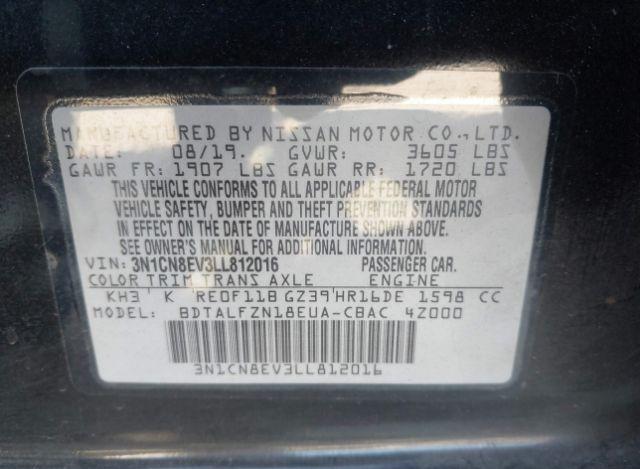 MANUFACTURED BY NISSAN MOTOR CO.,LTD.
DATE: 08/19. GVWR: 3605 LBS
GAWR FR: 1907 LBS GAWR RR: 1720 LBS
THIS VEHICLE CONFORMS TO ALL APPLICABLE FEDERAL MOTOR
VEHICLE SAFETY, BUMPER AND THEFT PREVENTION STANDARDS
IN EFFECT ON THE DATE OF MANUFACTURE SHOWN ABOVE.
SEE OWNER'S MANUAL FOR ADDITIONAL INFORMATION.
VIN: 3N1CN8EV3LL812016 PASSENGER CAR.
COLOR TRIM TRANS AXLE ENGINE
KH3' K RE0F11B GZ39'HR16DE 1598 CC
BDTALFZN18EUA-CBAC 4Z000
3N1CN8EV3LL812016